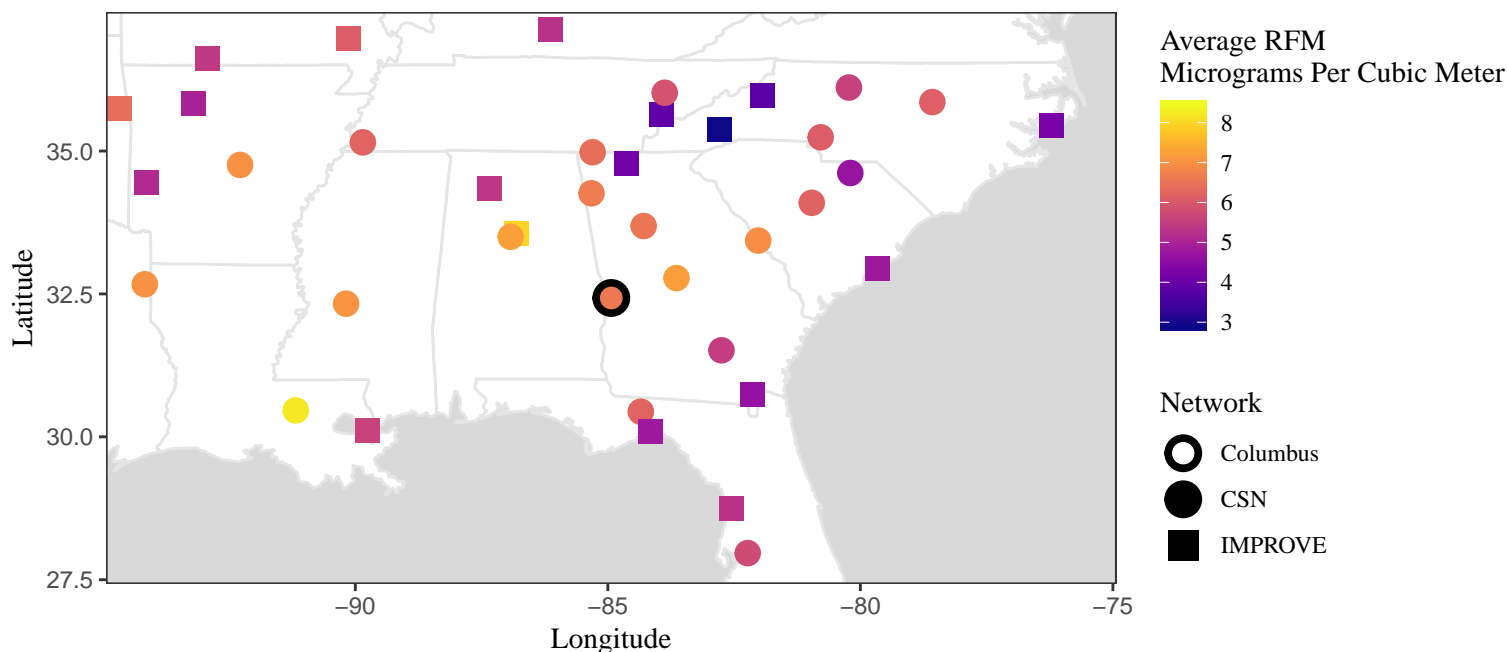 35.0
32.5
30.0
27.5
Latitude
−90
−85
−80
−75
Longitude
Average RFM
Micrograms Per Cubic Meter
8
7
6
5
4
3
Network
Columbus
CSN
IMPROVE